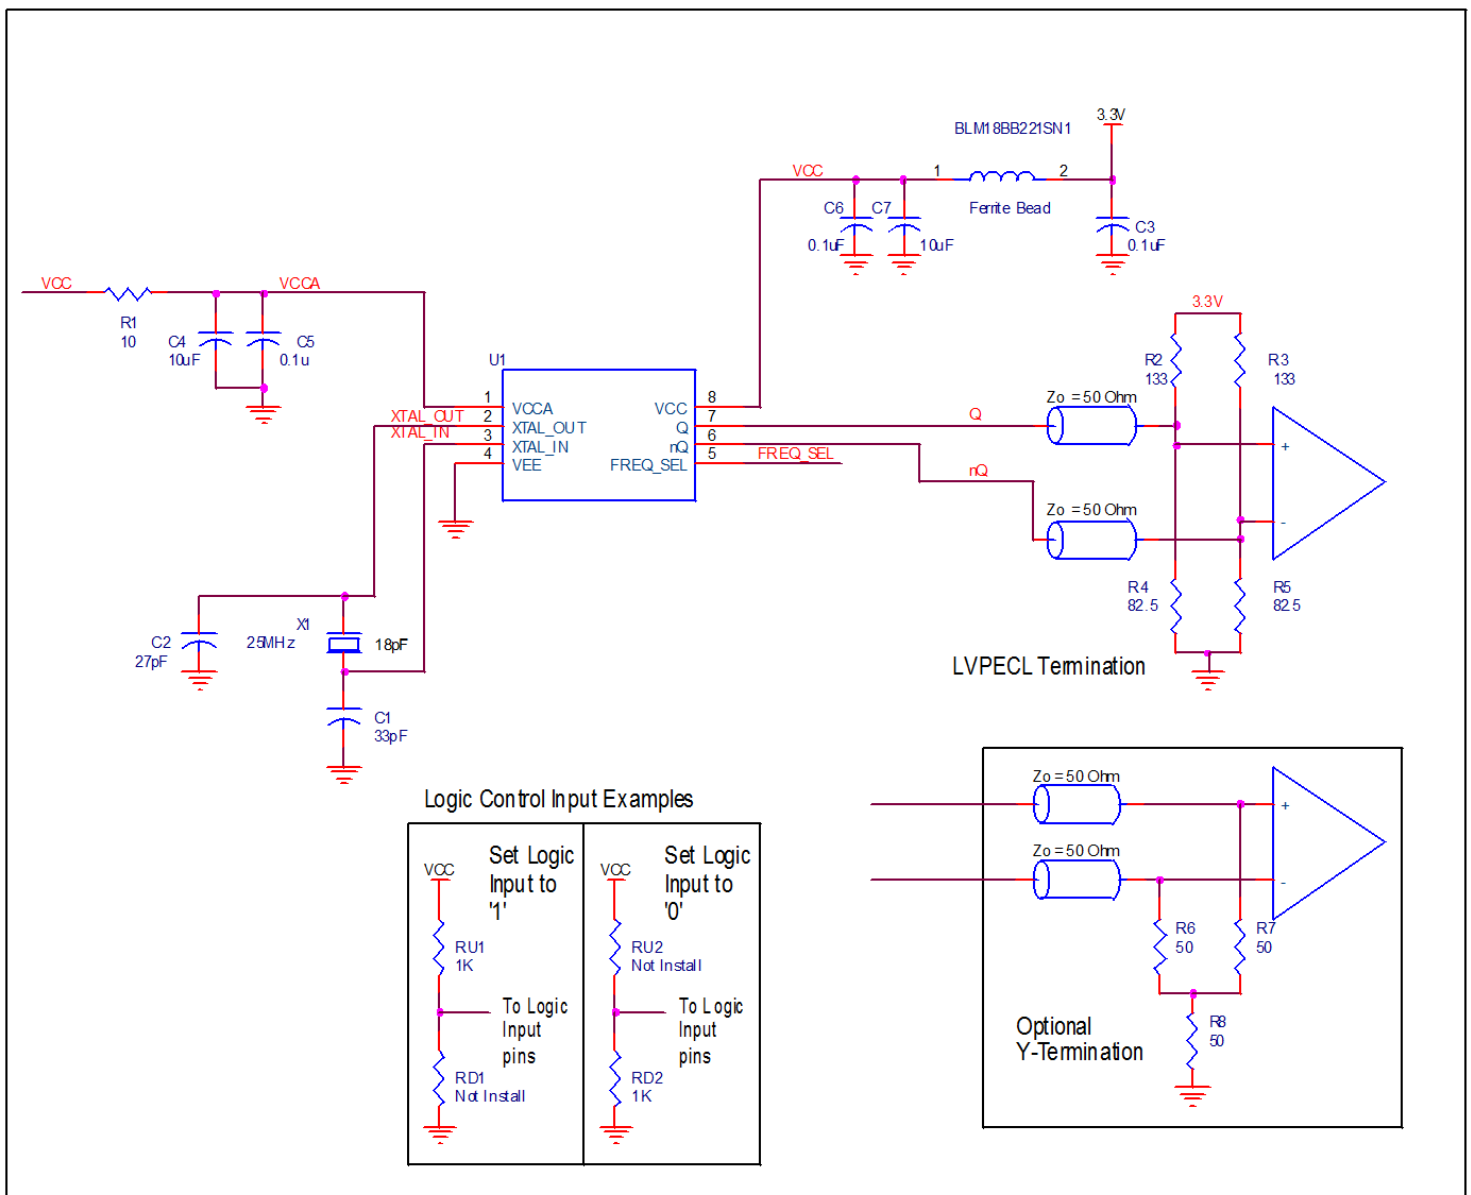 3.3V
BLM18BB221SN1
VCC
1
2
Ferrite Bead
C6
0.1uF
C7
10uF
C3
0.1uF
VCC
VCCA
R1
10
C4
10uF
C5
0.1u
U1
1
VCCA
XTAL_OUT
2
XTAL_OUT
XTAL_IN
3
XTAL_IN
4
VEE
8
VCC
7
Q
6
nQ
5
FREQ_SEL
FREQ_SEL
Q
nQ
Zo = 50 Ohm
Zo = 50 Ohm
3.3V
R2
133
R3
133
+
-
R4
82.5
R5
82.5
LVPECL Termination
C2
27pF
X1
25MHz
18pF
C1
33pF
Logic Control Input Examples
VCC
Set Logic
Input to
'1'
RU1
1K
To Logic
Input
pins
RD1
Not Install
VCC
Set Logic
Input to
'0'
RU2
Not Install
To Logic
Input
pins
RD2
1K
Zo = 50 Ohm
Zo = 50 Ohm
+
-
R6
50
R7
50
R8
50
Optional
Y-Termination